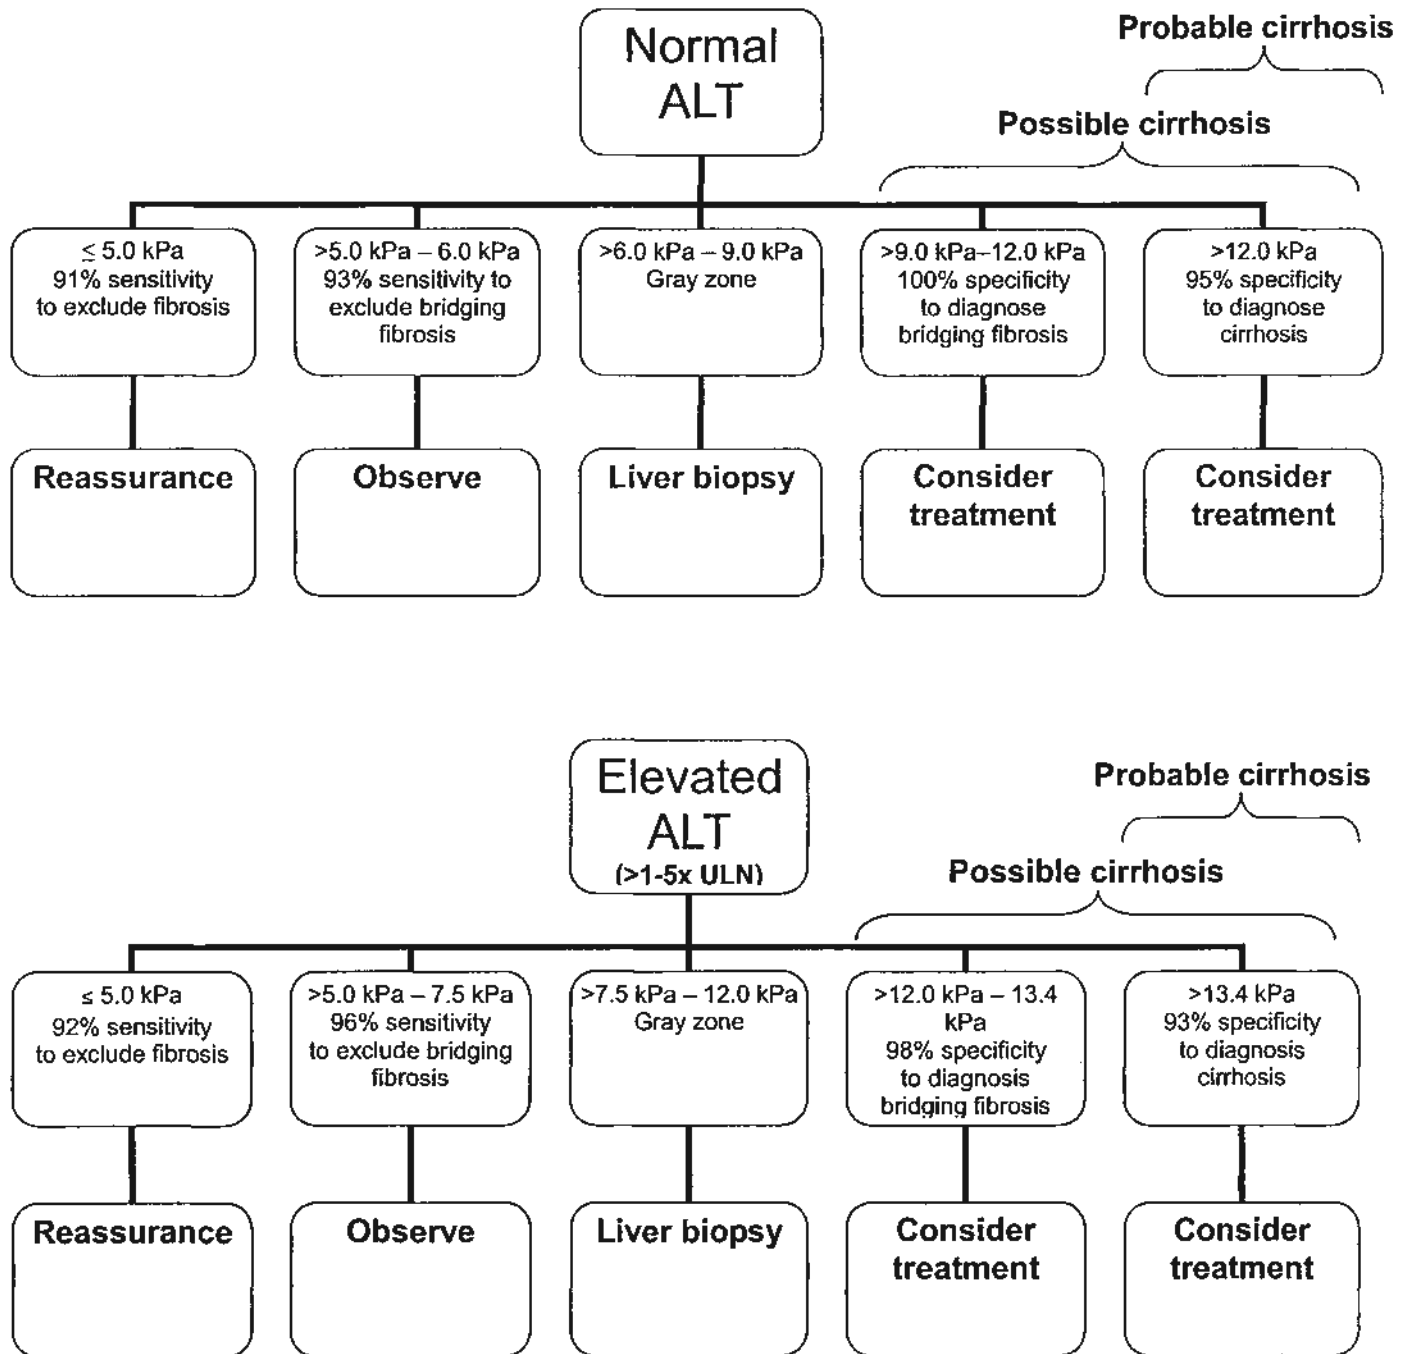 Normal
ALT
Probable cirrhosis
Possible cirrhosis
≤ 5.0 kPa
91% sensitivity
to exclude fibrosis
>5.0 kPa – 6.0 kPa
93% sensitivity to
exclude bridging
fibrosis
>6.0 kPa – 9.0 kPa
Gray zone
>9.0 kPa–12.0 kPa
100% specificity
to diagnose
bridging fibrosis
>12.0 kPa
95% specificity
to diagnose
cirrhosis
Reassurance
Observe
Liver biopsy
Consider
treatment
Consider
treatment
Elevated
ALT
(>1-5x ULN)
Probable cirrhosis
Possible cirrhosis
≤ 5.0 kPa
92% sensitivity
to exclude fibrosis
>5.0 kPa – 7.5 kPa
96% sensitivity
to exclude bridging
fibrosis
>7.5 kPa – 12.0 kPa
Gray zone
>12.0 kPa – 13.4
kPa
98% specificity
to diagnosis
bridging fibrosis
>13.4 kPa
93% specificity
to diagnosis
cirrhosis
Reassurance
Observe
Liver biopsy
Consider
treatment
Consider
treatment